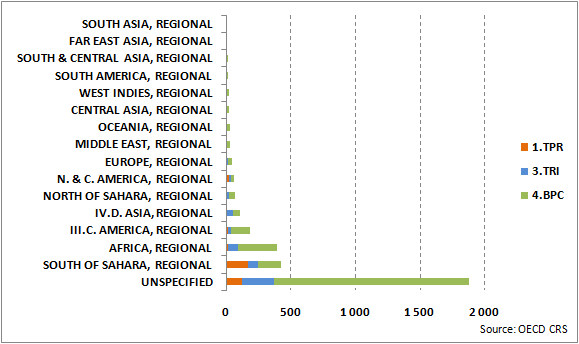 SOUTH ASIA, REGIONAL
FAR EAST ASIA, REGIONAL
SOUTH & CENTRAL ASIA, REGIONAL
SOUTH AMERICA, REGIONAL
WEST INDIES, REGIONAL
CENTRAL ASIA, REGIONAL
OCEANIA, REGIONAL
MIDDLE EAST, REGIONAL
EUROPE, REGIONAL
N. & C. AMERICA, REGIONAL
NORTH OF SAHARA, REGIONAL
IV.D. ASIA, REGIONAL
III.C. AMERICA, REGIONAL
AFRICA, REGIONAL
SOUTH OF SAHARA, REGIONAL
UNSPECIFIED
0 500 1 000 1 500 2 000
1.TPR
3.TRI
4.BPC
Source: OECD CRS